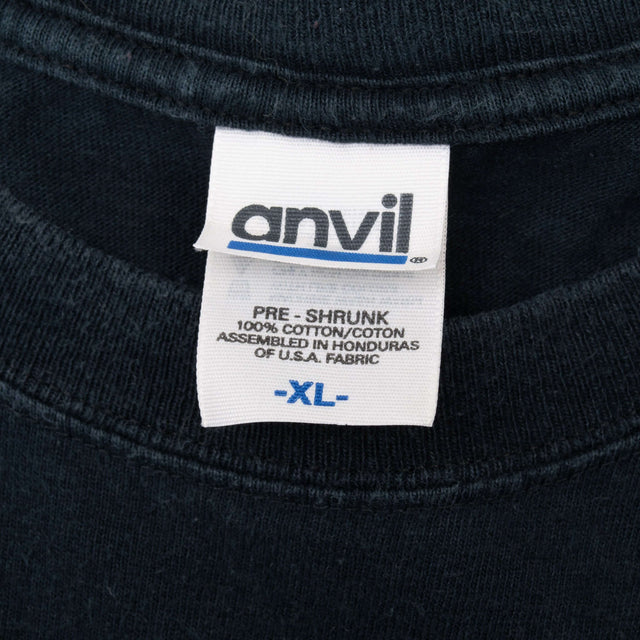 anvil®
PRE - SHRUNK
100% COTTON/COTON
ASSEMBLED IN HONDURAS
OF U.S.A. FABRIC
-XL-